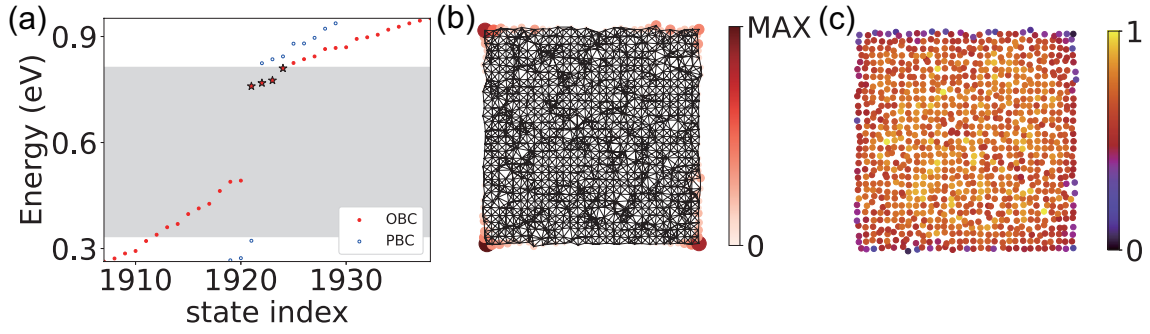 (a)
Energy (eV)
0.9
0.6
0.3
OBC
PBC
1910
1920
1930
state index
(b)
MAX
0
(c)
1
0